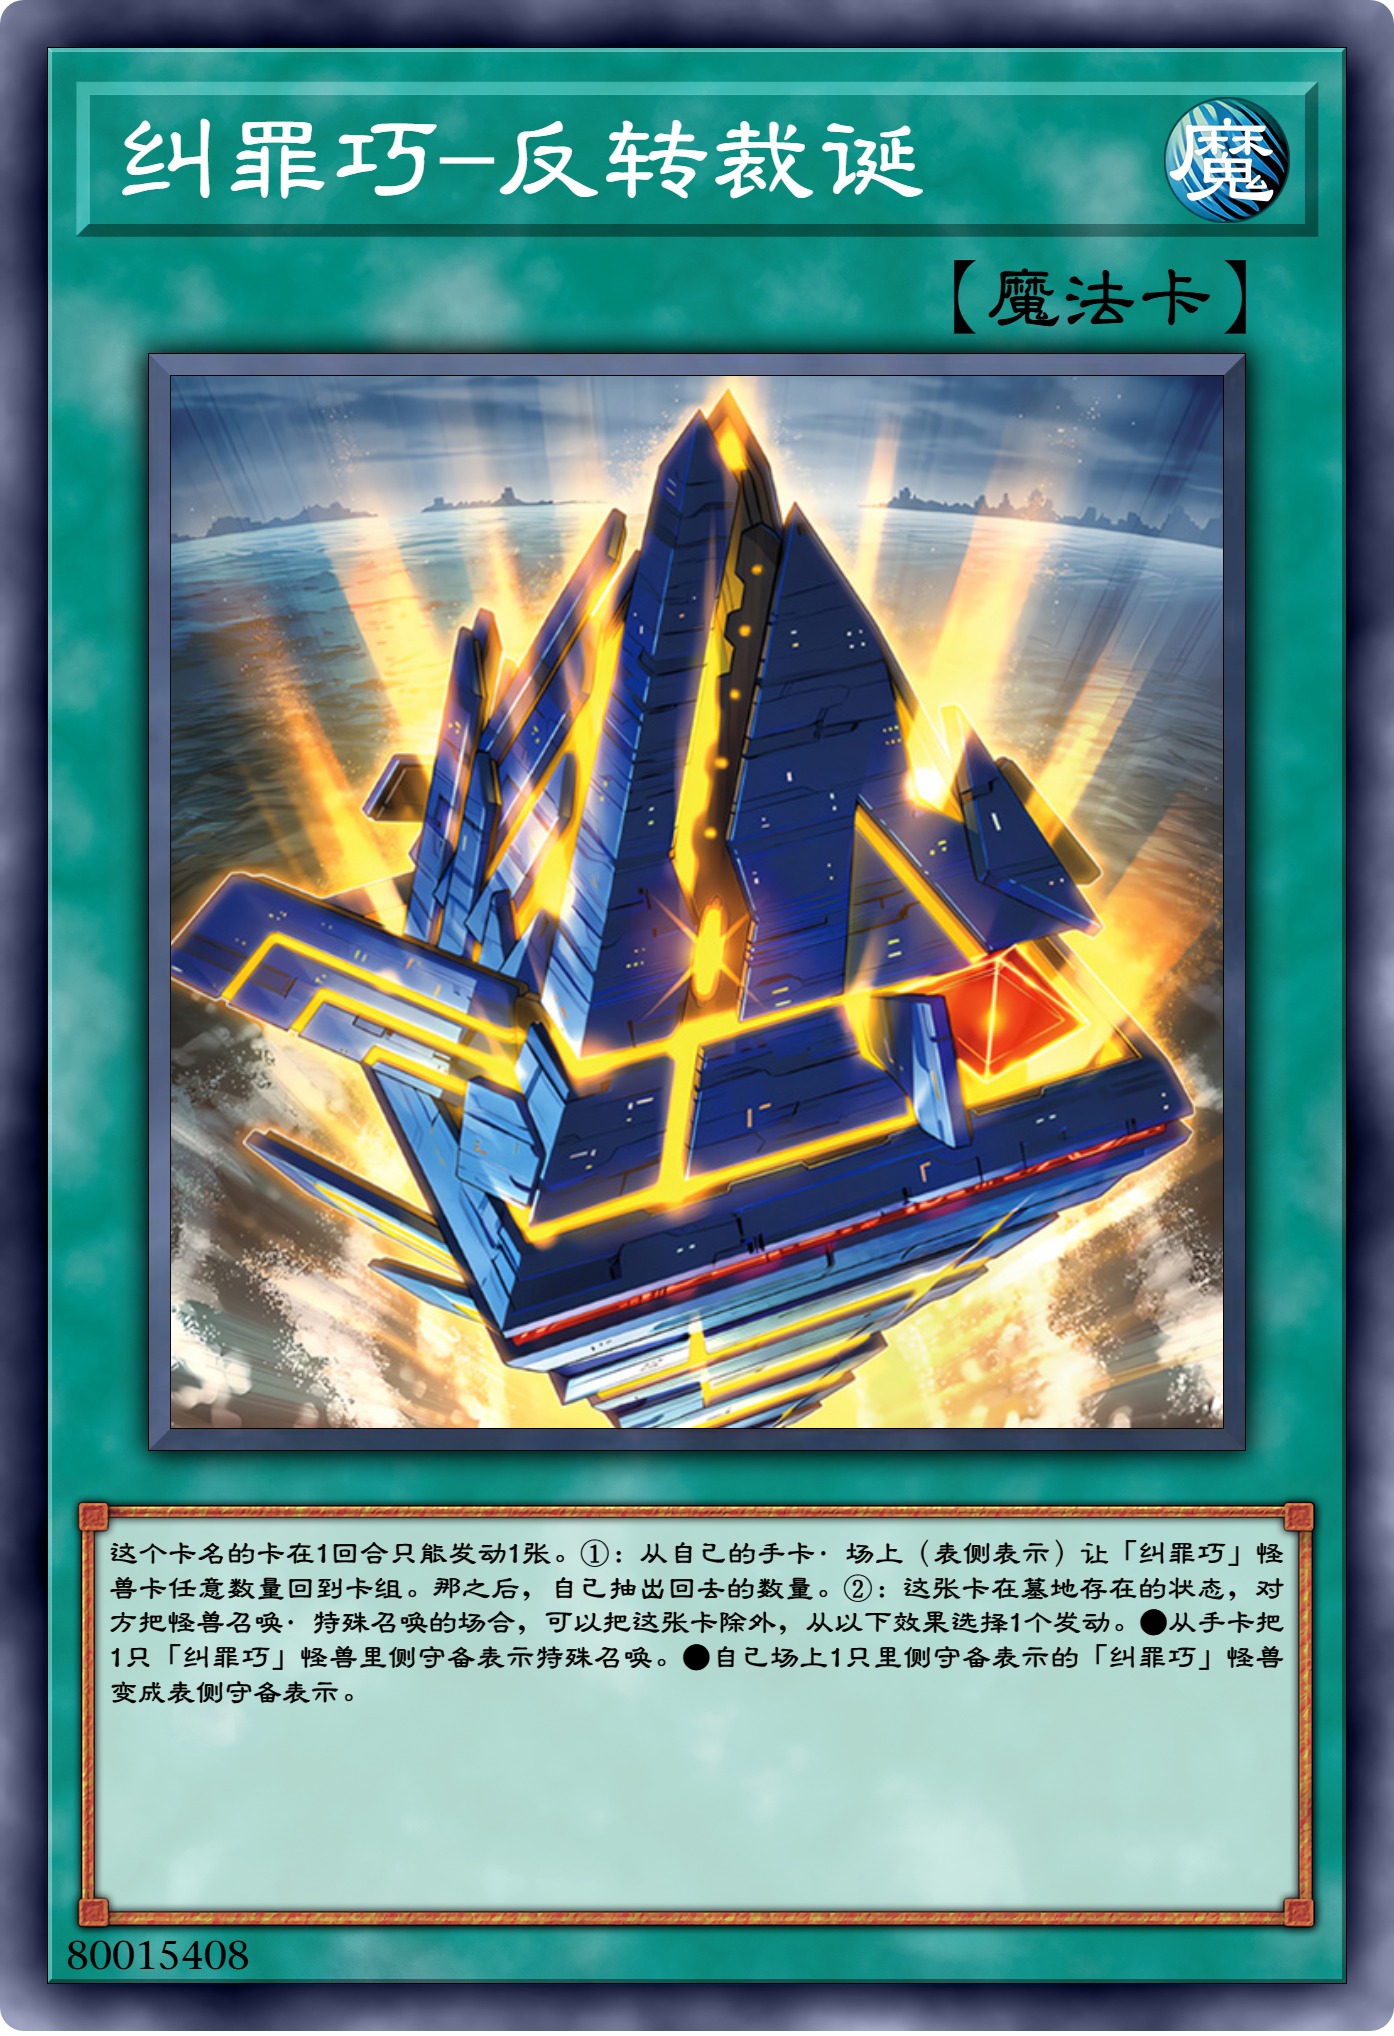 纠罪巧-反转裁诞
魔
【魔法卡】
这个卡名的卡在1回合只能发动1张。①：从自己的手卡·场上（表侧表示）让「纠罪巧」怪
兽卡任意数量回到卡组。那之后，自己抽出回去的数量。②：这张卡在墓地存在的状态，对
方把怪兽召唤·特殊召唤的场合，可以把这张卡除外，从以下效果选择1个发动。●从手卡把
1只「纠罪巧」怪兽里侧守备表示特殊召唤。●自己场上1只里侧守备表示的「纠罪巧」怪兽
变成表侧守备表示。
80015408